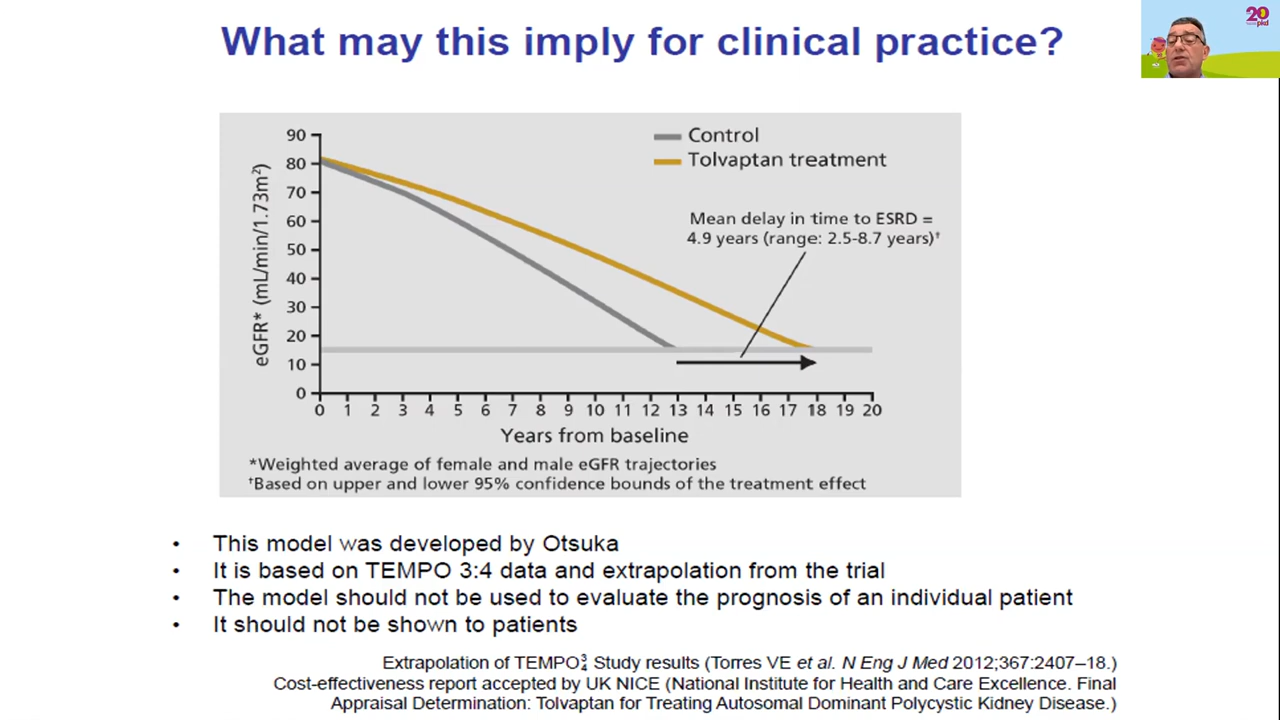 What may this imply for clinical practice?
20
pkd
90
80
70
60
50
40
30
20
10
0
eGFR* (mL/min/1.73m²)
Control
Tolvaptan treatment
Mean delay in time to ESRD =
4.9 years (range: 2.5-8.7 years)†
0 1 2 3 4 5 6 7 8 9 10 11 12 13 14 15 16 17 18 19 20
Years from baseline
*Weighted average of female and male eGFR trajectories
†Based on upper and lower 95% confidence bounds of the treatment effect
• This model was developed by Otsuka
• It is based on TEMPO 3:4 data and extrapolation from the trial
• The model should not be used to evaluate the prognosis of an individual patient
• It should not be shown to patients
Extrapolation of TEMPO¾ Study results (Torres VE et al. N Eng J Med 2012;367:2407–18.)
Cost-effectiveness report accepted by UK NICE (National Institute for Health and Care Excellence. Final
Appraisal Determination: Tolvaptan for Treating Autosomal Dominant Polycystic Kidney Disease.)